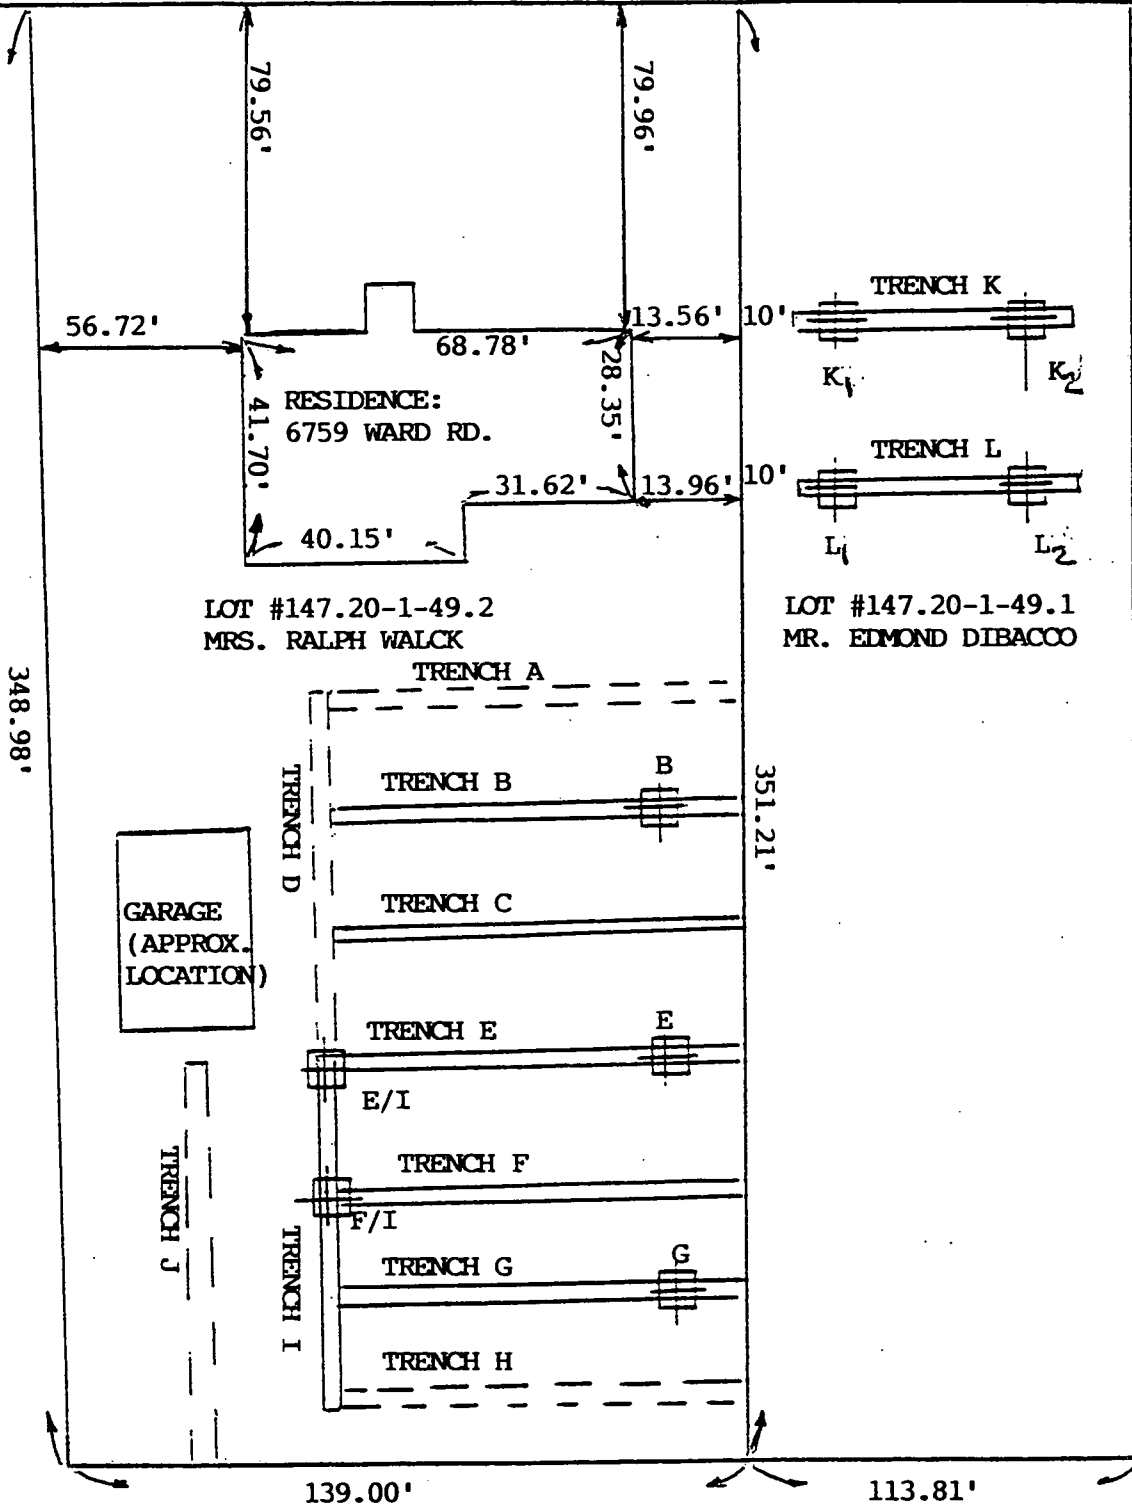 79.56'
79.96'
56.72'
68.78'
13.56'
10'
TRENCH K
K1
K2
28.35'
41.70'
RESIDENCE:
6759 WARD RD.
31.62'
13.96'
10'
TRENCH L
L1
L2
40.15'
LOT #147.20-1-49.2
MRS. RALPH WALCK
LOT #147.20-1-49.1
MR. EDMOND DIBACCO
348.98'
TRENCH A
TRENCH B
B
TRENCH D
351.21'
TRENCH C
GARAGE
(APPROX.
LOCATION)
TRENCH E
E
E/I
TRENCH F
TRENCH J
F/I
TRENCH I
TRENCH G
G
TRENCH H
139.00'
113.81'